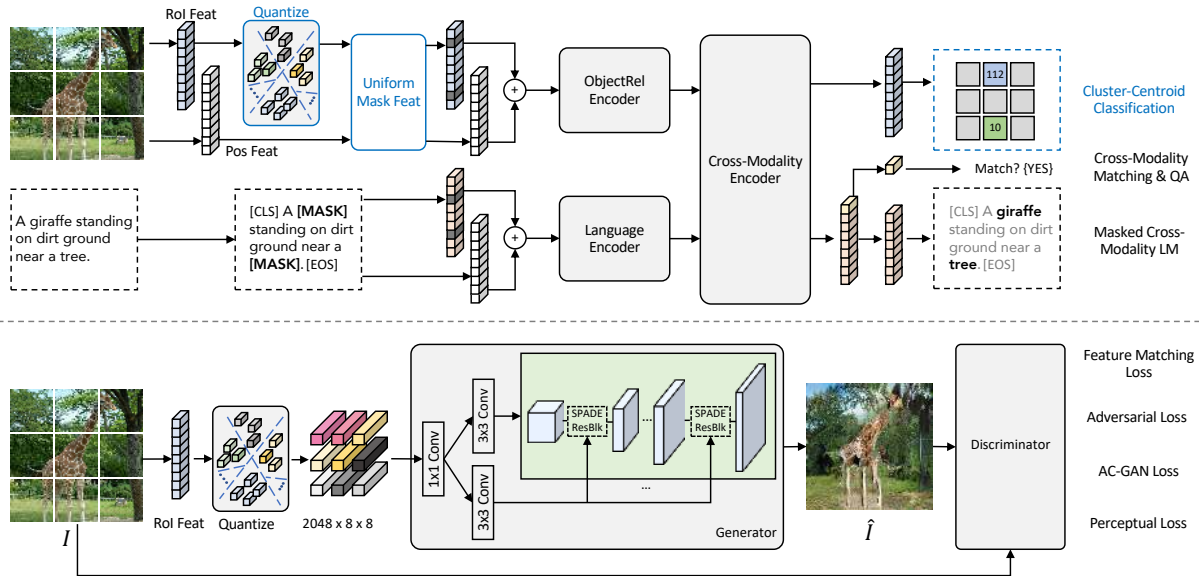 RoI Feat
Quantize
Uniform
Mask Feat
Pos Feat
+
ObjectRel
Encoder
Cross-Modality
Encoder
112
10
Cluster-Centroid
Classification
Match? {YES}
Cross-Modality
Matching & QA
A giraffe standing
on dirt ground
near a tree.
[CLS] A [MASK]
standing on dirt
ground near a
[MASK]. [EOS]
+
Language
Encoder
[CLS] A giraffe
standing on dirt
ground near a
tree. [EOS]
Masked Cross-
Modality LM
I
RoI Feat
Quantize
2048 x 8 x 8
1x1 Conv
3x3 Conv
3x3 Conv
SPADE
ResBlk
...
SPADE
ResBlk
...
Generator
Î
Discriminator
Feature Matching
Loss
Adversarial Loss
AC-GAN Loss
Perceptual Loss